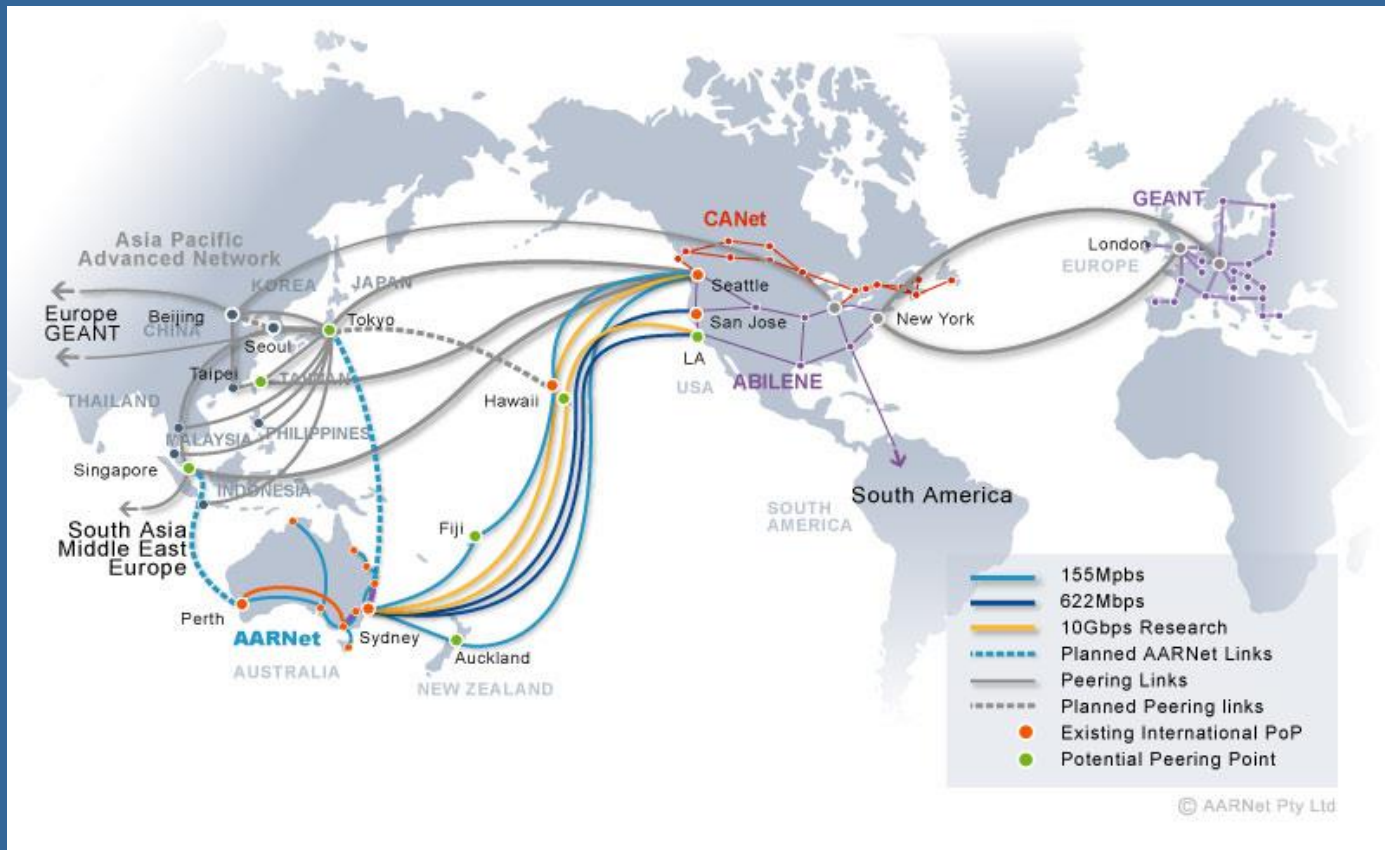 CANet
GEANT
Asia Pacific
Advanced Network
London
EUROPE
KOREA
JAPAN
Seattle
Europe
GEANT
Beijing
CHINA
Tokyo
San Jose
New York
Seoul
LA
Taipei
TAIWAN
USA
ABILENE
THAILAND
Hawaii
MALAYSIA
PHILIPPINES
Singapore
INDONESIA
South America
SOUTH
AMERICA
South Asia
Middle East
Europe
Fiji
Perth
AARNet
Sydney
Auckland
AUSTRALIA
NEW ZEALAND
155Mpbs
622Mbps
10Gbps Research
Planned AARNet Links
Peering Links
Planned Peering links
Existing International PoP
Potential Peering Point
© AARNet Pty Ltd